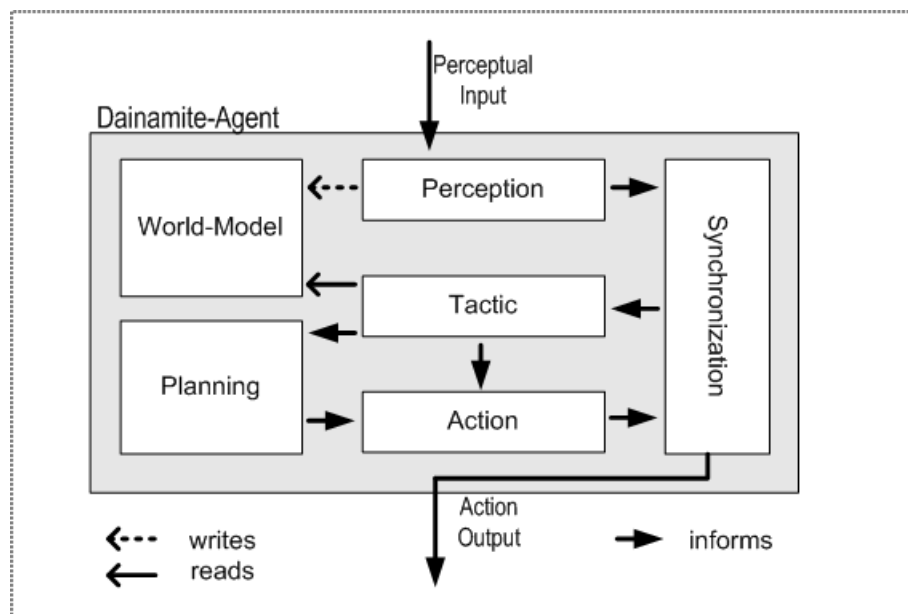 Perceptual
Input
Dainamite-Agent
World-Model
Perception
Synchronization
Tactic
Planning
Action
Action
Output
writes
reads
informs